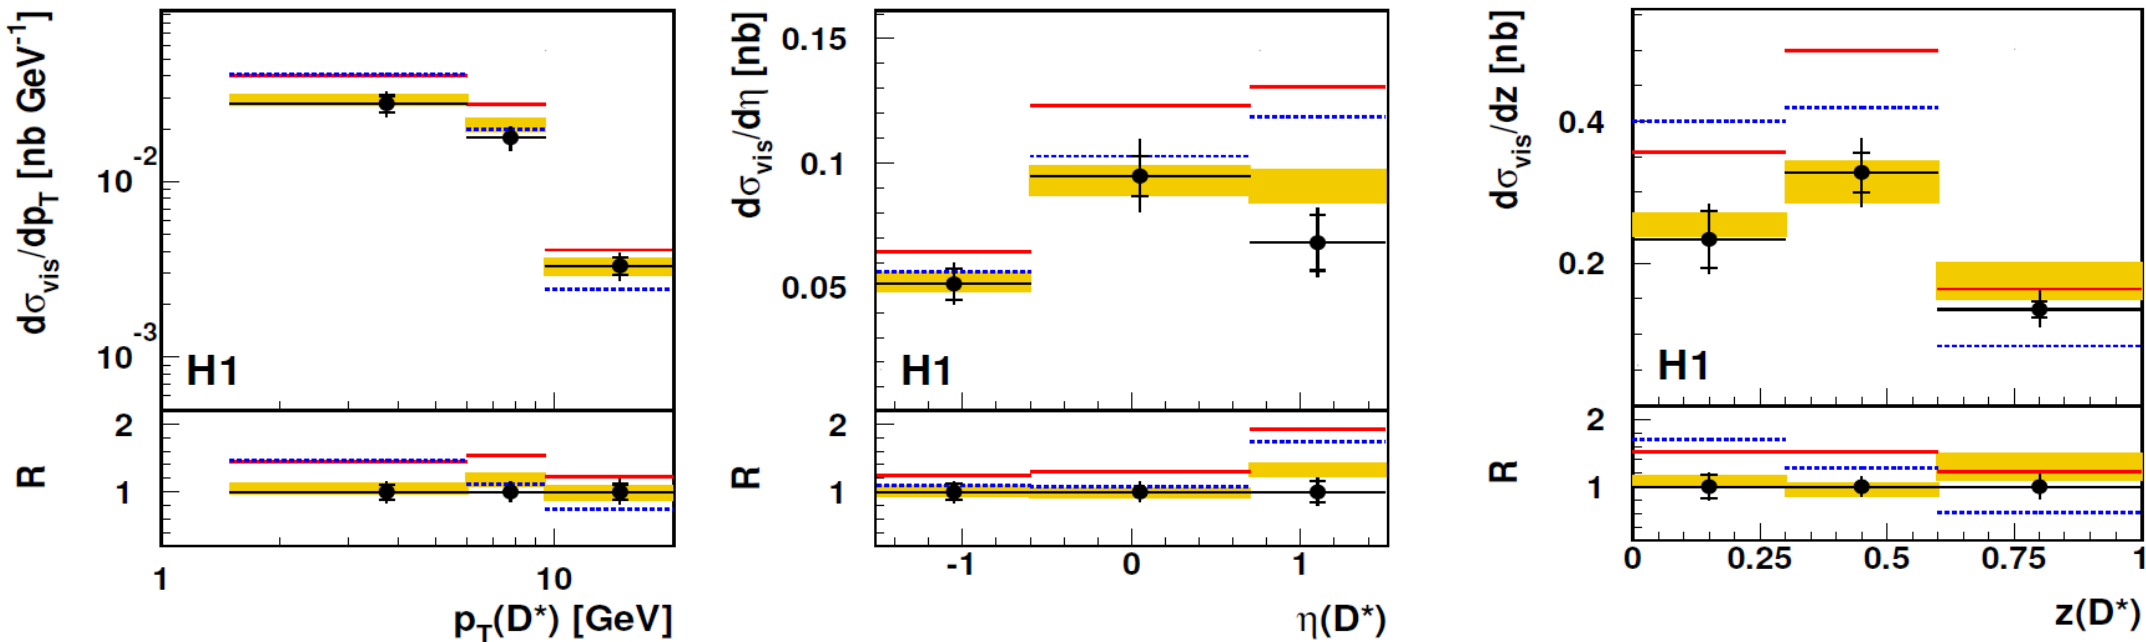 dσvis/dpT [nb GeV-1]
10-2
10-3
H1
R
2
1
1
10
pT(D*) [GeV]
dσvis/dη [nb]
0.15
0.1
0.05
H1
R
2
1
-1
0
1
η(D*)
dσvis/dz [nb]
0.4
0.2
H1
R
2
1
0
0.25
0.5
0.75
1
z(D*)